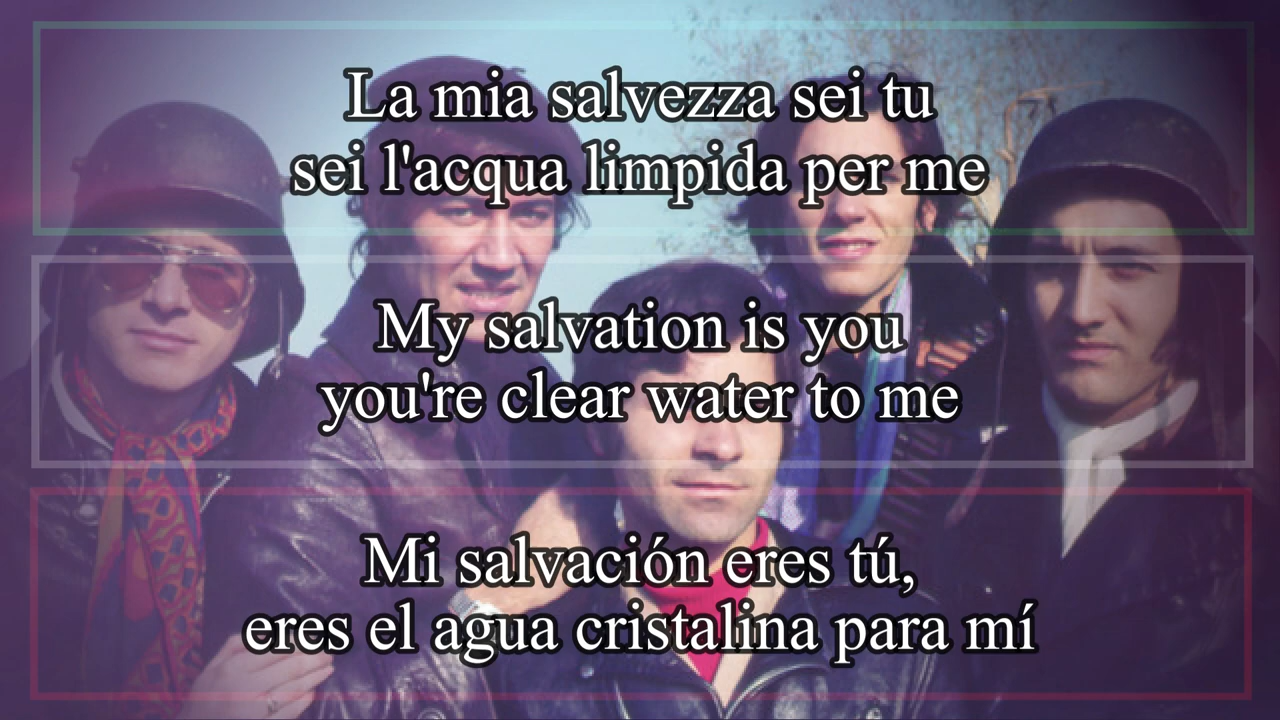 La mia salvezza sei tu
sei l'acqua limpida per me
My salvation is you
you're clear water to me
Mi salvación eres tú,
eres el agua cristalina para mí